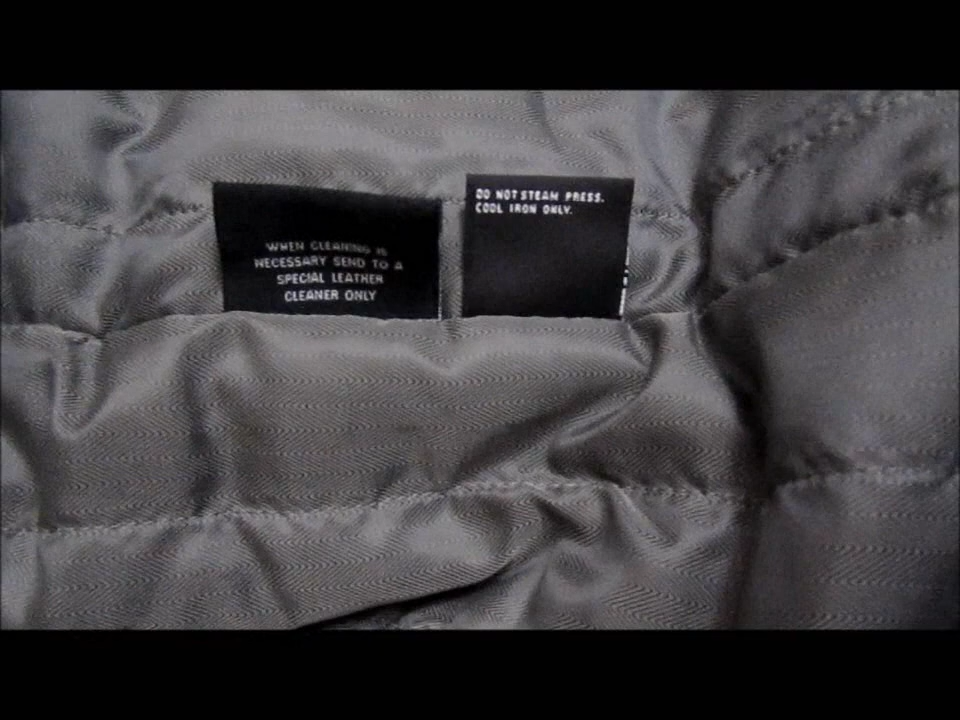 WHEN CLEANING IS
NECESSARY SEND TO A
SPECIAL LEATHER
CLEANER ONLY
DO NOT STEAM PRESS.
COOL IRON ONLY.